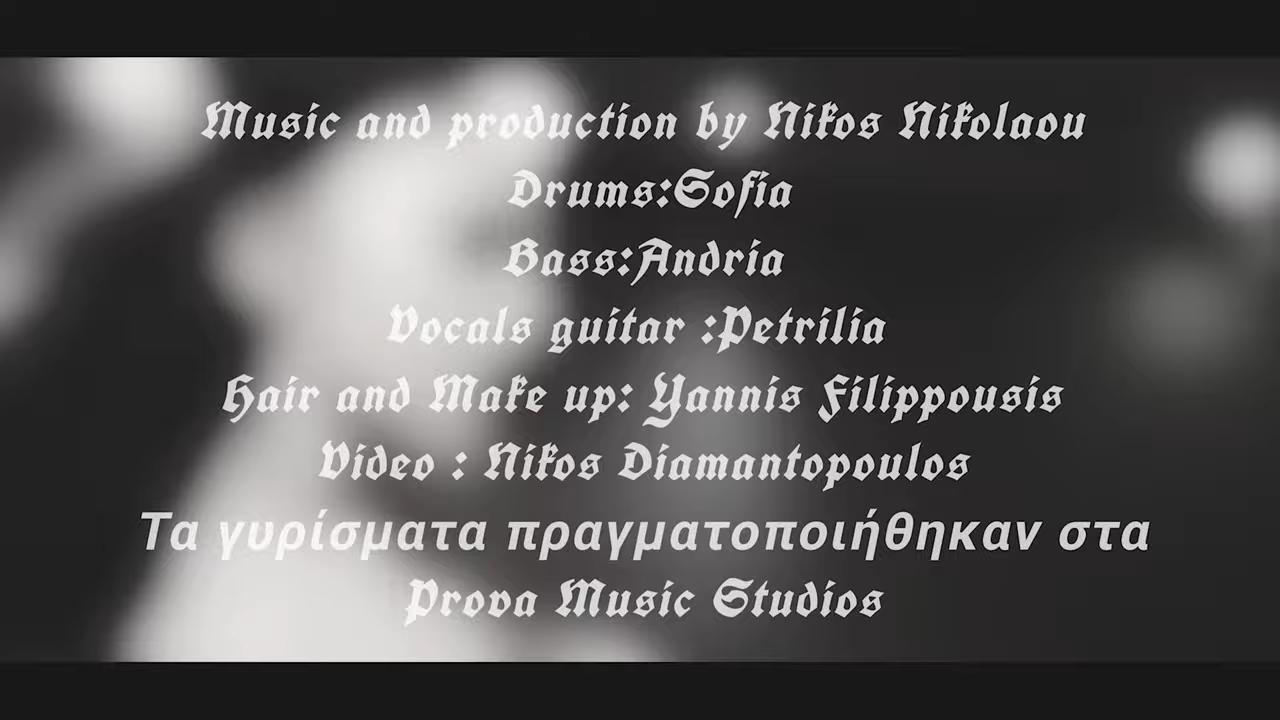 Music and production by Nikos Nikolaou
Drums:Sofia
Bass:Andria
Vocals guitar :Petrilia
Hair and Make up: Yannis Filippousis
Video : Nikos Diamantopoulos
Τα γυρίσματα πραγματοποιήθηκαν στα
Prova Music Studios